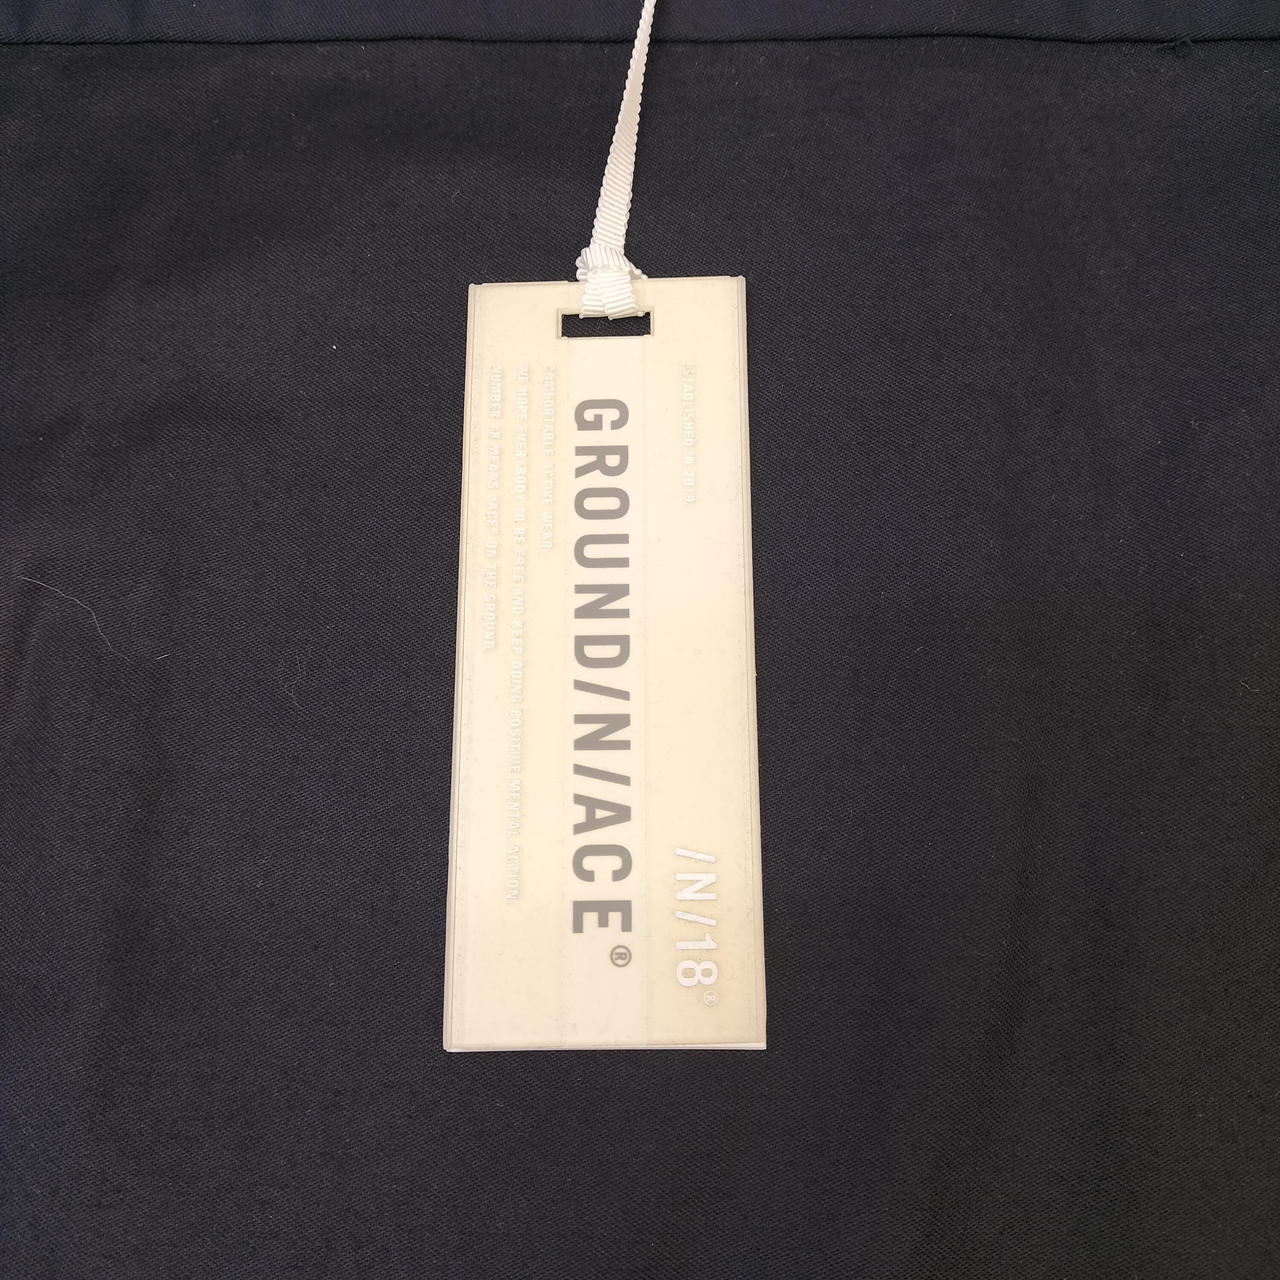 ESTABLISHED IN 2019
/N/18®
GROUND/N/ACE®
COMFORTABLE ACTIVE WEAR
WE HOPE EVERYBODY TO BE FREE AND KEEP DOING POSITIVE MENTAL ACTION
NUMBER 18 MEANS "ACE" ON THE GROUND